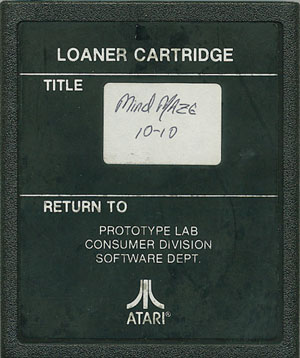 LOANER CARTRIDGE
TITLE
Mind Maze
10-10
RETURN TO
PROTOTYPE LAB
CONSUMER DIVISION
SOFTWARE DEPT.
ATARI®